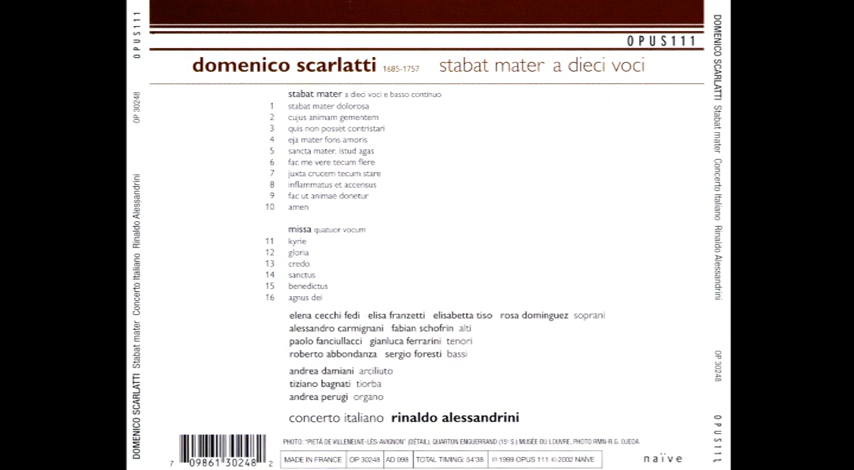 OPUS111
domenico scarlatti 1685-1757 stabat mater a dieci voci
stabat mater a dieci voci e basso continuo
1 stabat mater dolorosa
2 cujus animam gementem
3 quis non posset contristari
4 eja mater fons amoris
5 sancta mater, istud agas
6 fac me vere tecum flere
7 juxta crucem tecum stare
8 inflammatus et accensus
9 fac ut animae donetur
10 amen
missa quatuor vocum
11 kyrie
12 gloria
13 credo
14 sanctus
15 benedictus
16 agnus dei
elena cecchi fedi elisa franzetti elisabetta tiso rosa dominguez soprani
alessandro carmignani fabian schofrin alti
paolo fanciullacci gianluca ferrarini tenori
roberto abbondanza sergio foresti bassi
andrea damiani arciliuto
tiziano bagnati tiorba
andrea perugi organo
concerto italiano rinaldo alessandrini
PHOTO: "PIETÀ DE VILLENEUVE-LÈS-AVIGNON" (DÉTAIL), QUARTON ENGUERRAND (15e S.) MUSÉE DU LOUVRE, PHOTO RMN-R.G. OJEDA.
MADE IN FRANCE OP 30248 AD 098 TOTAL TIMING: 54'38 ℗ 1999 OPUS 111 © 2002 NAÏVE
naïve
7 09861 30248 2
DOMENICO SCARLATTI Stabat mater Concerto Italiano Rinaldo Alessandrini OP 30248 OPUS111
DOMENICO SCARLATTI Stabat mater Concerto Italiano Rinaldo Alessandrini OP 30248 OPUS111